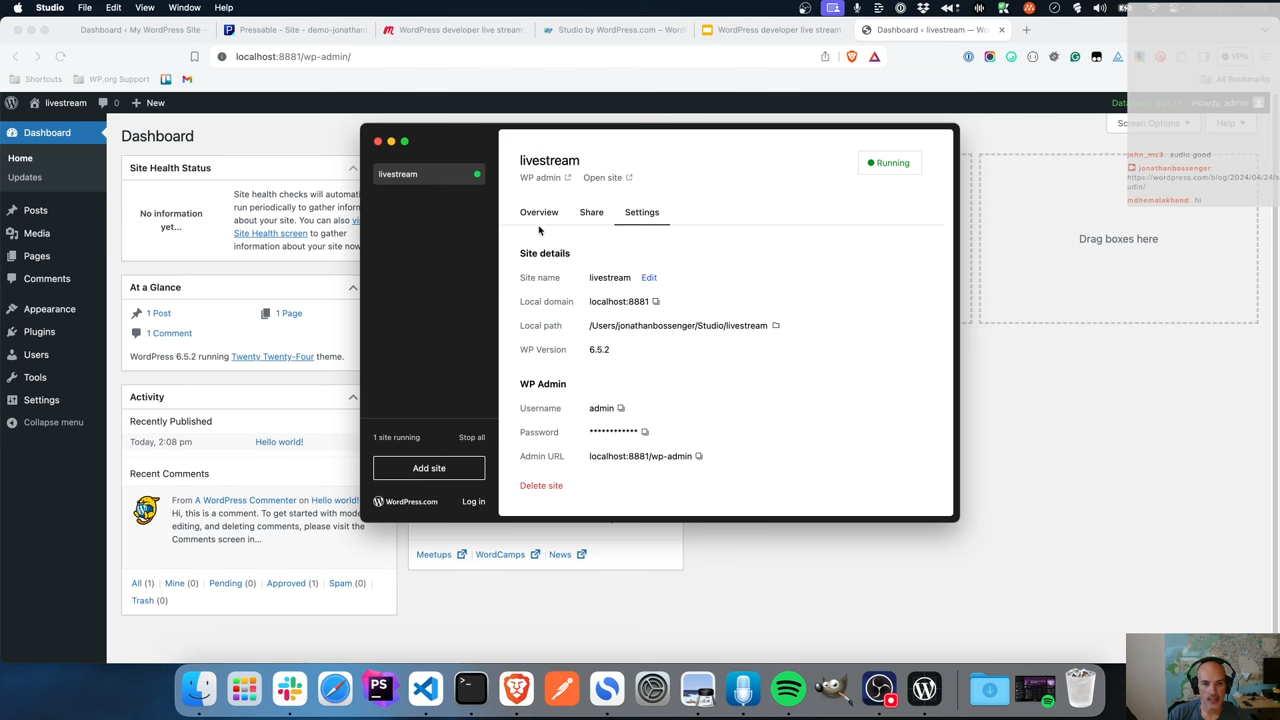 Studio File Edit View Window Help
Dashboard ‹ My WordPress Site –
Pressable - Site - demo-jonathan
WordPress developer live stream
Studio by WordPress.com – Word
WordPress developer live stream
Dashboard ‹ livestream — Wo
localhost:8881/wp-admin/
VPN
Shortcuts
WP.org Support
All Bookmarks
livestream
0
New
Howdy, admin
Screen Options
Help
Dashboard
Home
Updates
Posts
Media
Pages
Comments
Appearance
Plugins
Users
Tools
Settings
Collapse menu
Dashboard
Site Health Status
No information
yet...
Site health checks will automati
run periodically to gather inform
about your site. You can also vi
Site Health screen to gather
information about your site now
At a Glance
1 Post
1 Page
1 Comment
WordPress 6.5.2 running Twenty Twenty-Four theme.
Activity
Recently Published
Today, 2:08 pm
Hello world!
Recent Comments
From A WordPress Commenter on Hello world!
Hi, this is a comment. To get started with mode
editing, and deleting comments, please visit the
Comments screen in...
All (1) | Mine (0) | Pending (0) | Approved (1) | Spam (0) |
Trash (0)
Meetups | WordCamps | News
Drag boxes here
john_mc3: audio good
jonathanbossenger:
https://wordpress.com/blog/2024/04/24/s
udio/
mdhemalakhand: hi
livestream
1 site running
Stop all
Add site
WordPress.com
Log in
livestream
Running
WP admin
Open site
Overview
Share
Settings
Site details
Site name livestream Edit
Local domain localhost:8881
Local path /Users/jonathanbossenger/Studio/livestream
WP Version 6.5.2
WP Admin
Username admin
Password ************
Admin URL localhost:8881/wp-admin
Delete site
PS